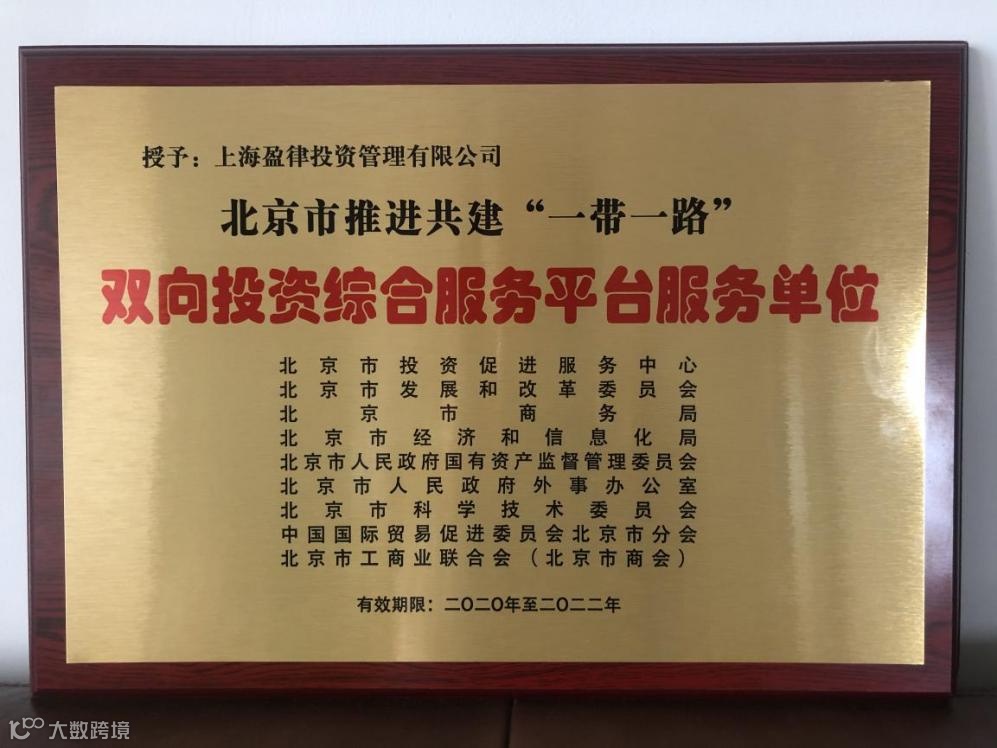 授予：上海盈律投资管理有限公司
北京市推进共建“一带一路”
双向投资综合服务平台服务单位
北京市投资促进服务中心
北京市发展和改革委员会
北京市商务局
北京市经济和信息化局
北京市人民政府国有资产监督管理委员会
北京市人民政府外事办公室
北京市科学技术委员会
中国国际贸易促进委员会北京市分会
北京市工商业联合会（北京市商会）
有效期限：二〇二〇年至二〇二二年
大数跨境